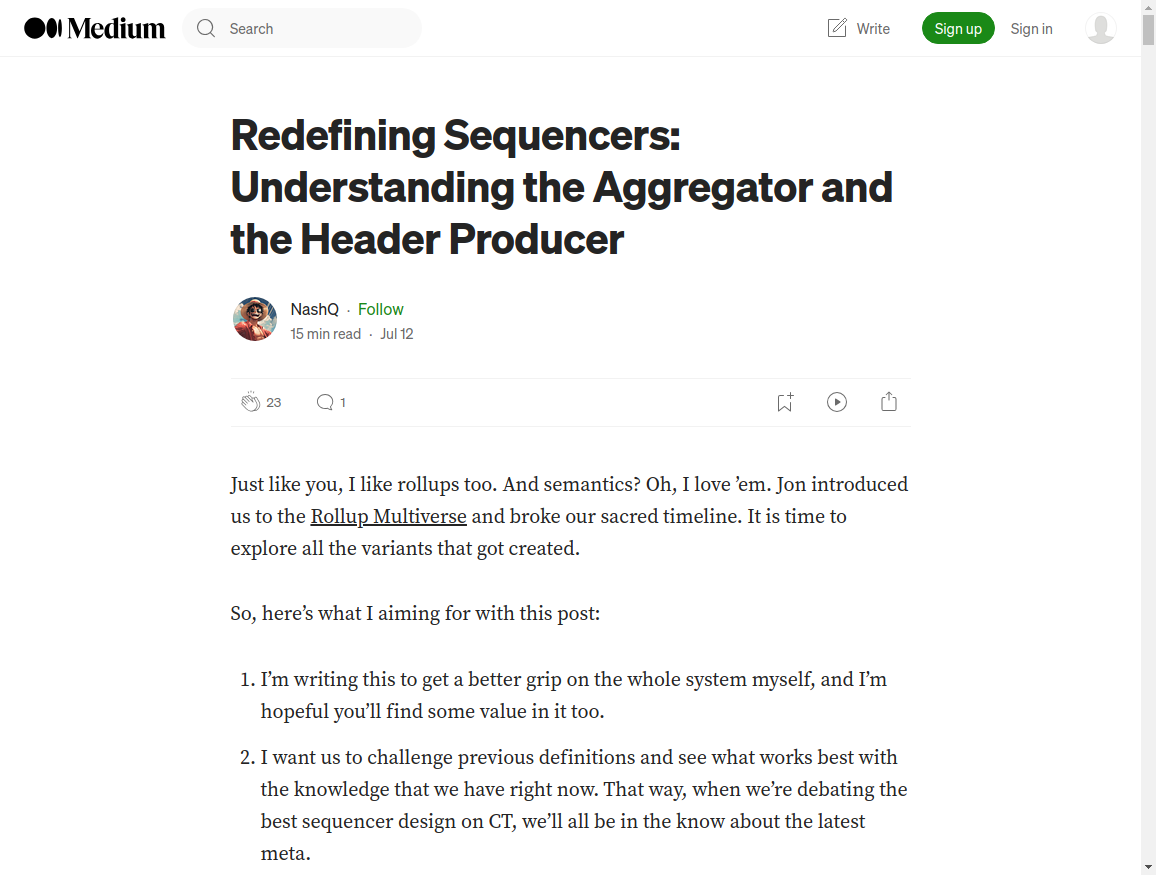 Medium
Search
Write
Sign up
Sign in
Redefining Sequencers:
Understanding the Aggregator and
the Header Producer
NashQ · Follow
15 min read · Jul 12
23
1
Just like you, I like rollups too. And semantics? Oh, I love ’em. Jon introduced
us to the Rollup Multiverse and broke our sacred timeline. It is time to
explore all the variants that got created.
So, here’s what I aiming for with this post:
1. I’m writing this to get a better grip on the whole system myself, and I’m
hopeful you’ll find some value in it too.
2. I want us to challenge previous definitions and see what works best with
the knowledge that we have right now. That way, when we’re debating the
best sequencer design on CT, we’ll all be in the know about the latest
meta.